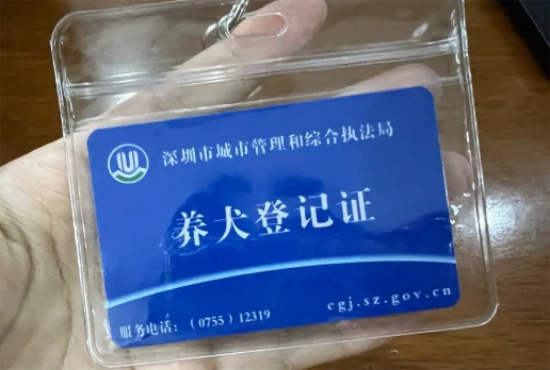 深圳市城市管理和综合执法局
养犬登记证
服务电话：（0755）12319
cgj.sz.gov.cn